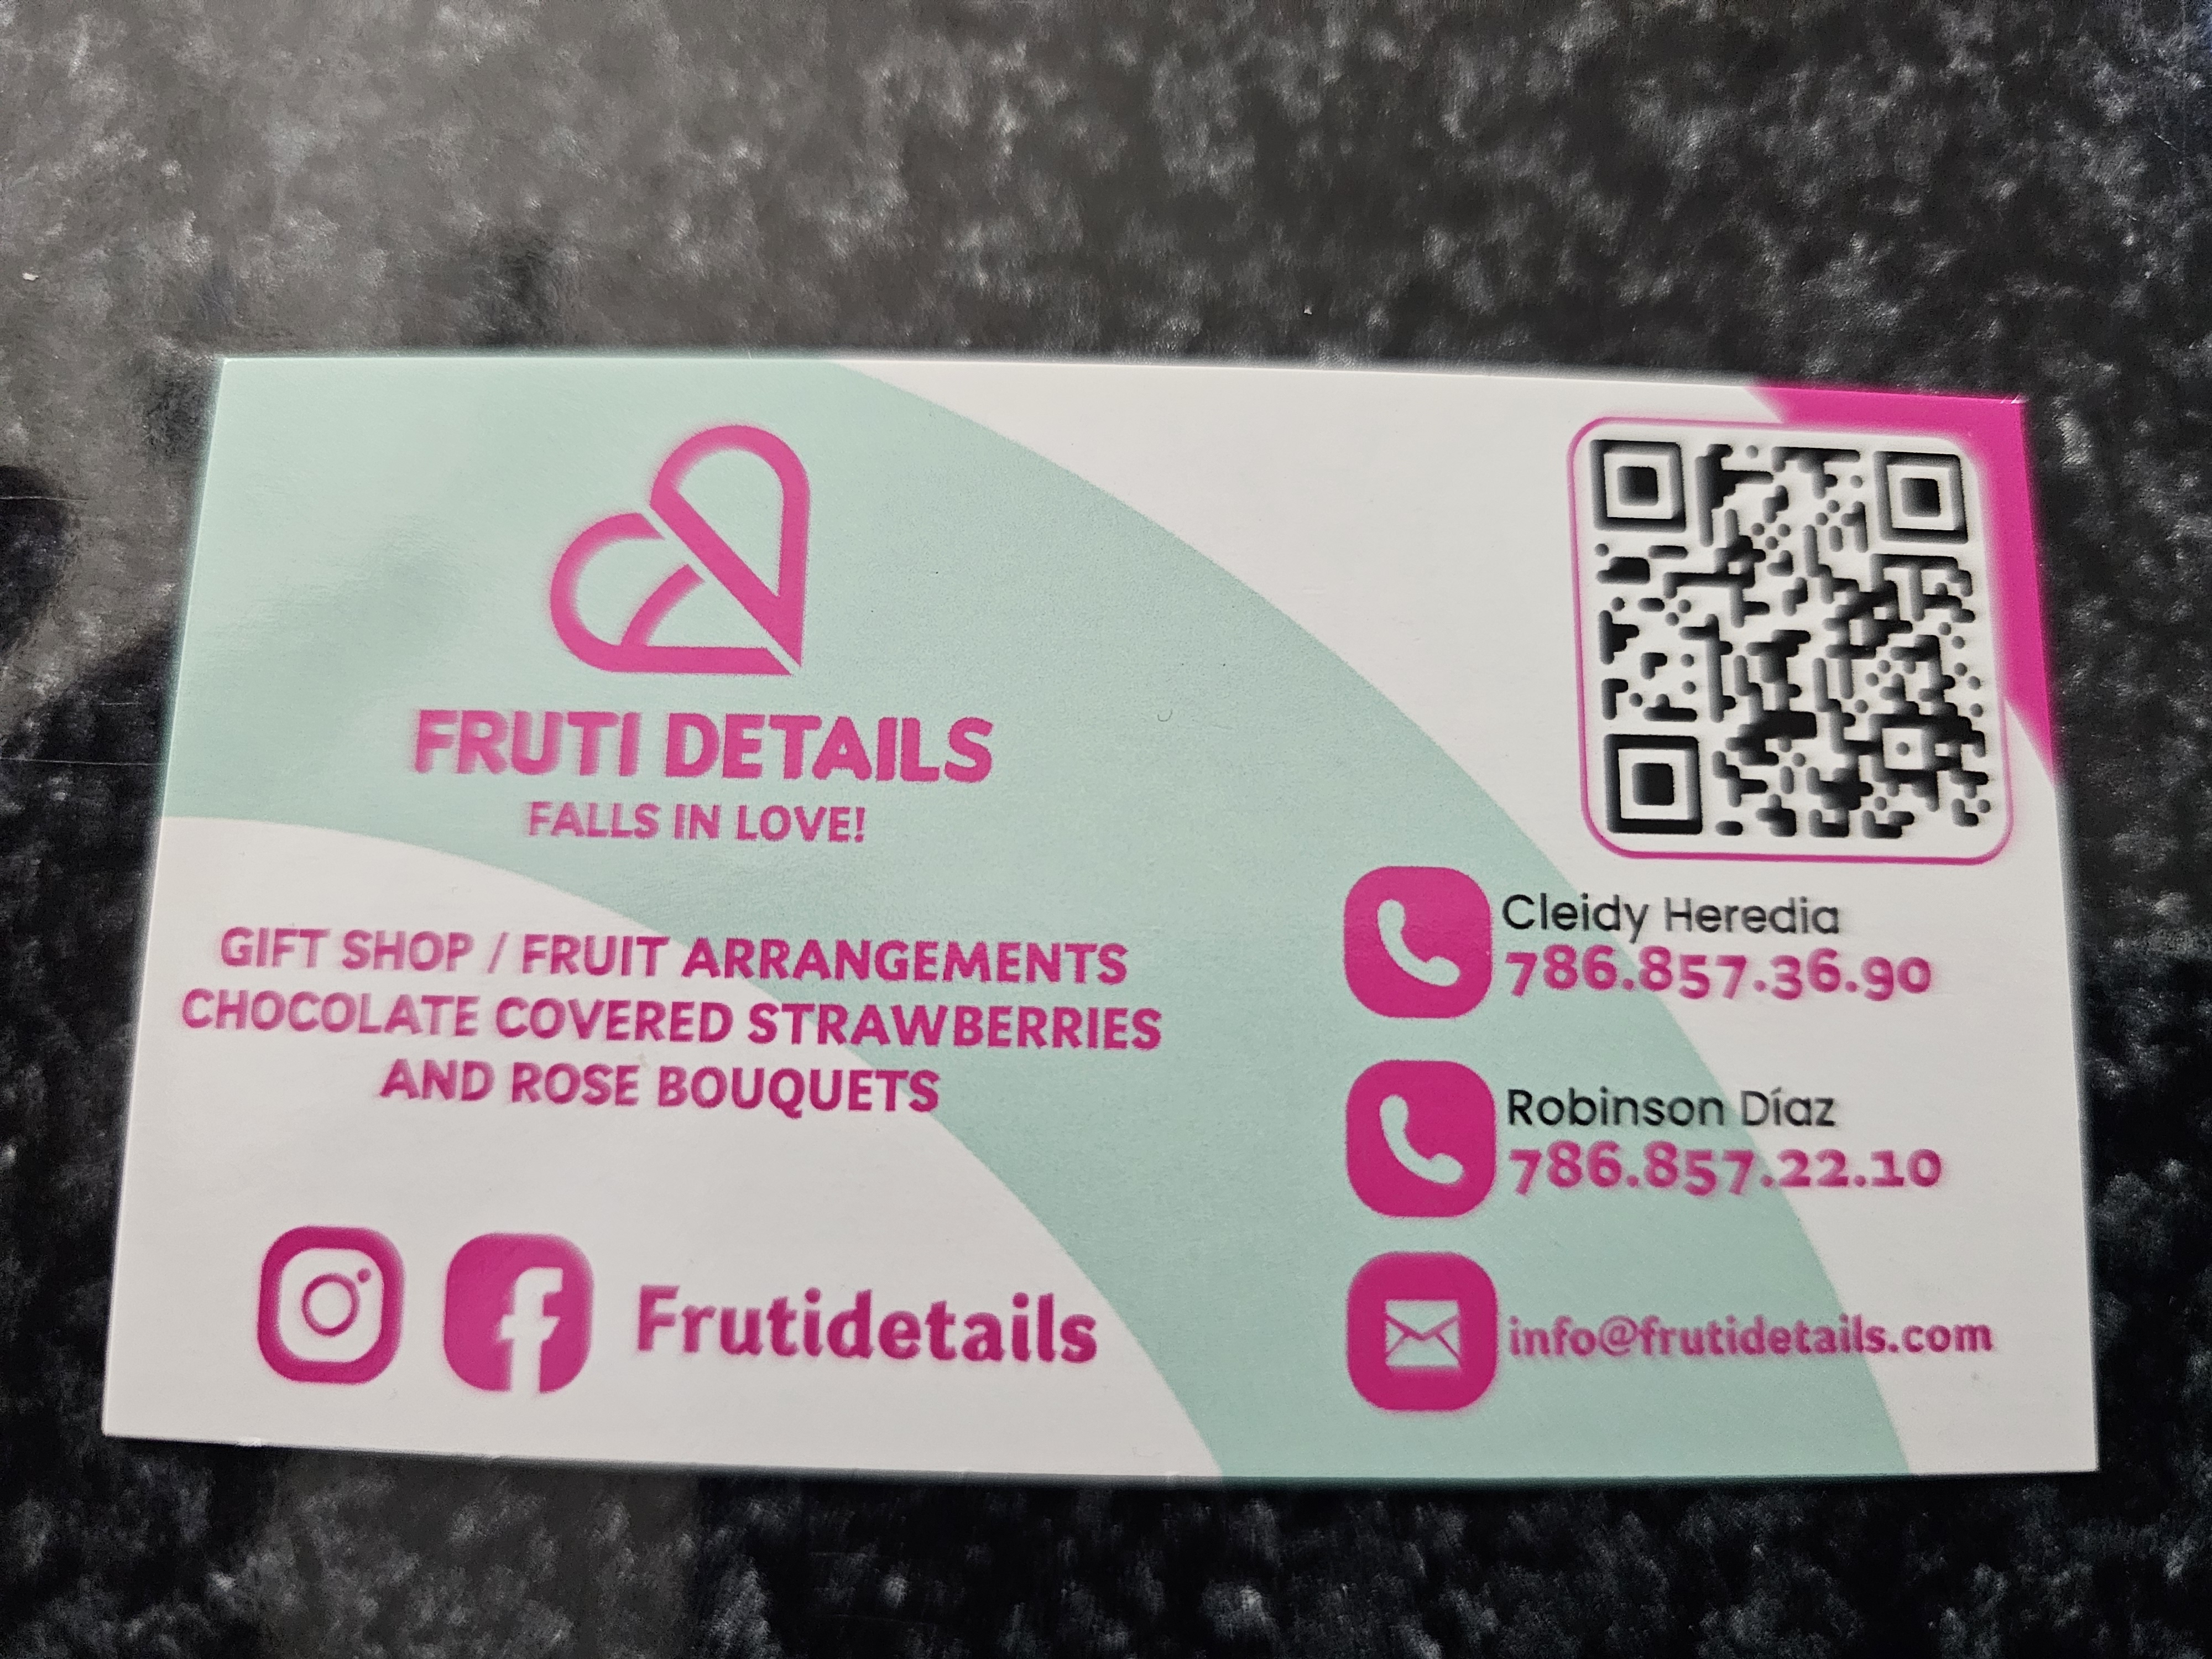 FRUTI DETAILS
FALLS IN LOVE!
GIFT SHOP / FRUIT ARRANGEMENTS
CHOCOLATE COVERED STRAWBERRIES
AND ROSE BOUQUETS
Frutidetails
Cleidy Heredia
786.857.36.90
Robinson Díaz
786.857.22.10
info@frutidetails.com